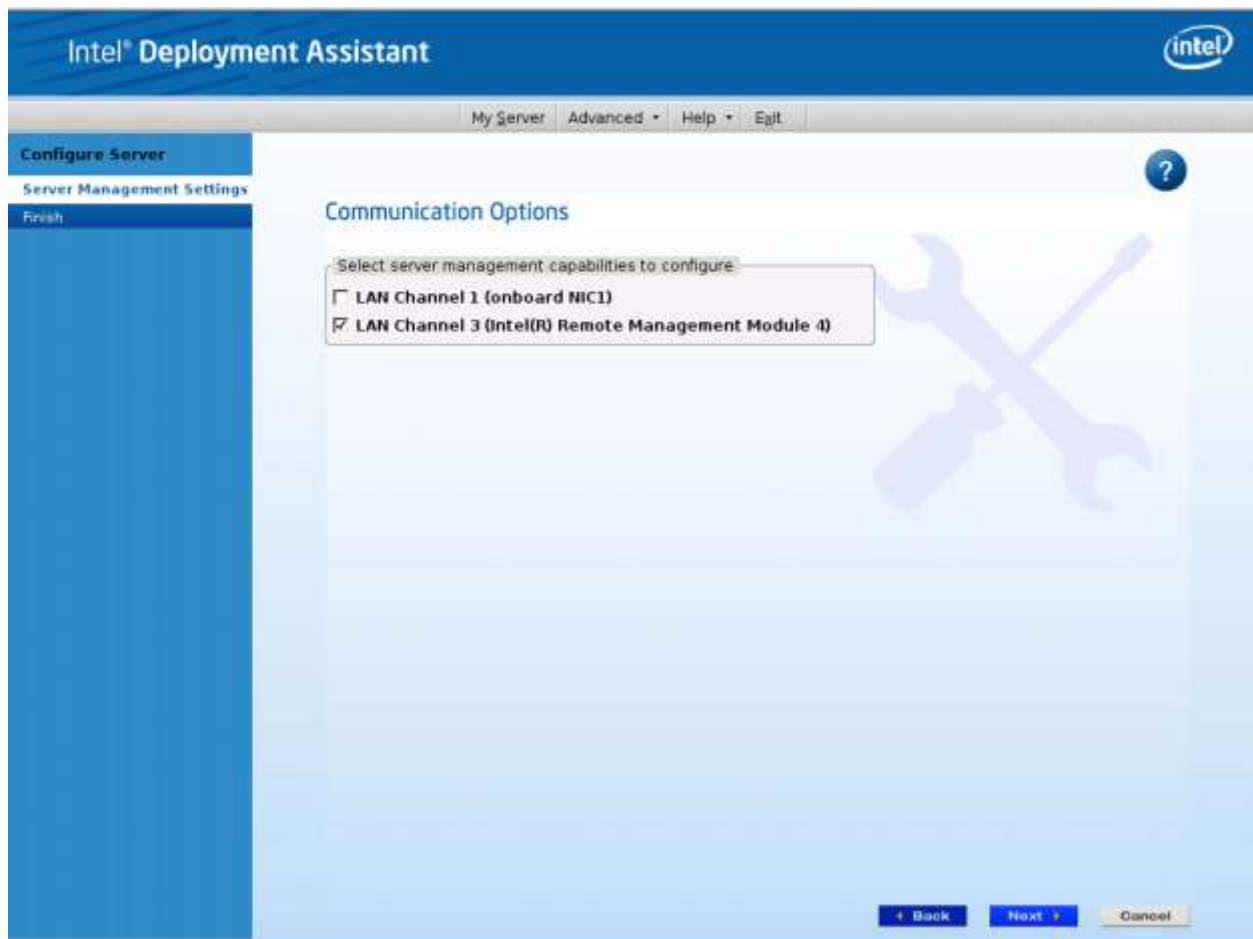 Intel® Deployment Assistant
intel
My Server Advanced Help Exit
Configure Server
?
Server Management Settings
Finish
Communication Options
Select server management capabilities to configure
LAN Channel 1 (onboard NIC1)
LAN Channel 3 (Intel(R) Remote Management Module 4)
Back Next Cancel